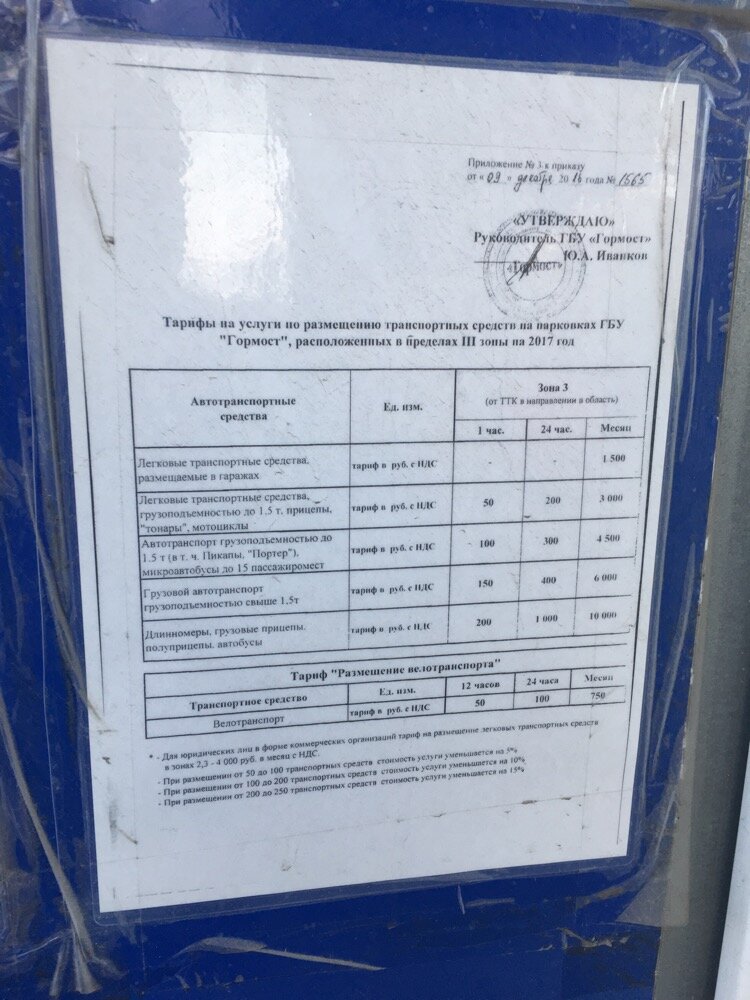 Приложение № 3 к приказу
от « 09 » декабря 2016 года № 1565
«УТВЕРЖДАЮ»
Руководитель ГБУ «Гормост»
Ю.А. Иванков
"Гормост"
Тарифы на услуги по размещению транспортных средств на парковках ГБУ
"Гормост", расположенных в пределах III зоны на 2017 год
Автотранспортные
средства
Ед. изм.
Зона 3
(от ТТК в направлении в область)
1 час. 24 час. Месяц
Легковые транспортные средства,
размещаемые в гаражах
тариф в руб. с НДС - - 1 500
Легковые транспортные средства,
грузоподъемностью до 1.5 т, прицепы,
"тонары", мотоциклы
тариф в руб. с НДС 50 200 3 000
Автотранспорт грузоподъемностью до
1.5 т (в т. ч. Пикапы, "Портер"),
микроавтобусы до 15 пассажиромест
тариф в руб. с НДС 100 300 4 500
Грузовой автотранспорт
грузоподъемностью свыше 1.5т
тариф в руб. с НДС 150 400 6 000
Длинномеры, грузовые прицепы,
полуприцепы, автобусы
тариф в руб. с НДС 200 1 000 10 000
Тариф "Размещение велотранспорта"
Транспортное средство Ед. изм. 12 часов 24 часа Месяц
Велотранспорт тариф в руб. с НДС 50 100 750
* - Для юридических лиц в форме коммерческих организаций тариф на размещение легковых транспортных средств
в зонах 2,3 - 4 000 руб. в месяц с НДС.
- При размещении от 50 до 100 транспортных средств стоимость услуги уменьшается на 5%
- При размещении от 100 до 200 транспортных средств стоимость услуги уменьшается на 10%
- При размещении от 200 до 250 транспортных средств стоимость услуги уменьшается на 15%